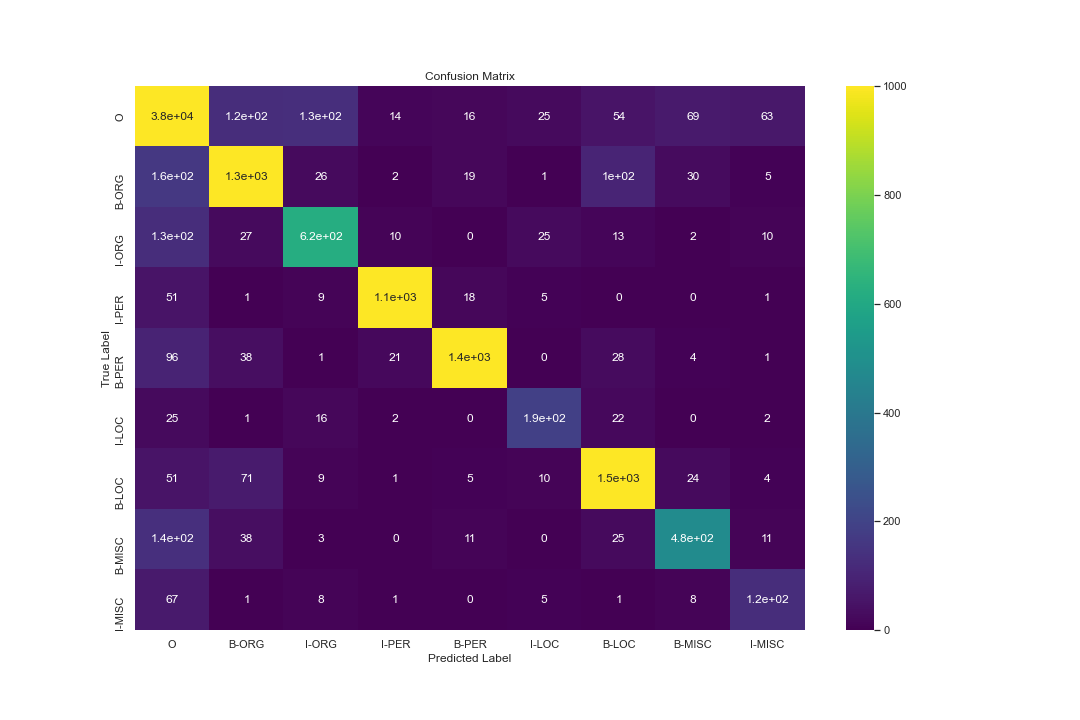 Confusion Matrix
True Label
O 3.8e+04 1.2e+02 1.3e+02 14 16 25 54 69 63
B-ORG 1.6e+02 1.3e+03 26 2 19 1 1e+02 30 5
I-ORG 1.3e+02 27 6.2e+02 10 0 25 13 2 10
I-PER 51 1 9 1.1e+03 18 5 0 0 1
B-PER 96 38 1 21 1.4e+03 0 28 4 1
I-LOC 25 1 16 2 0 1.9e+02 22 0 2
B-LOC 51 71 9 1 5 10 1.5e+03 24 4
B-MISC 1.4e+02 38 3 0 11 0 25 4.8e+02 11
I-MISC 67 1 8 1 0 5 1 8 1.2e+02
O B-ORG I-ORG I-PER B-PER I-LOC B-LOC B-MISC I-MISC
Predicted Label
1000
800
600
400
200
0